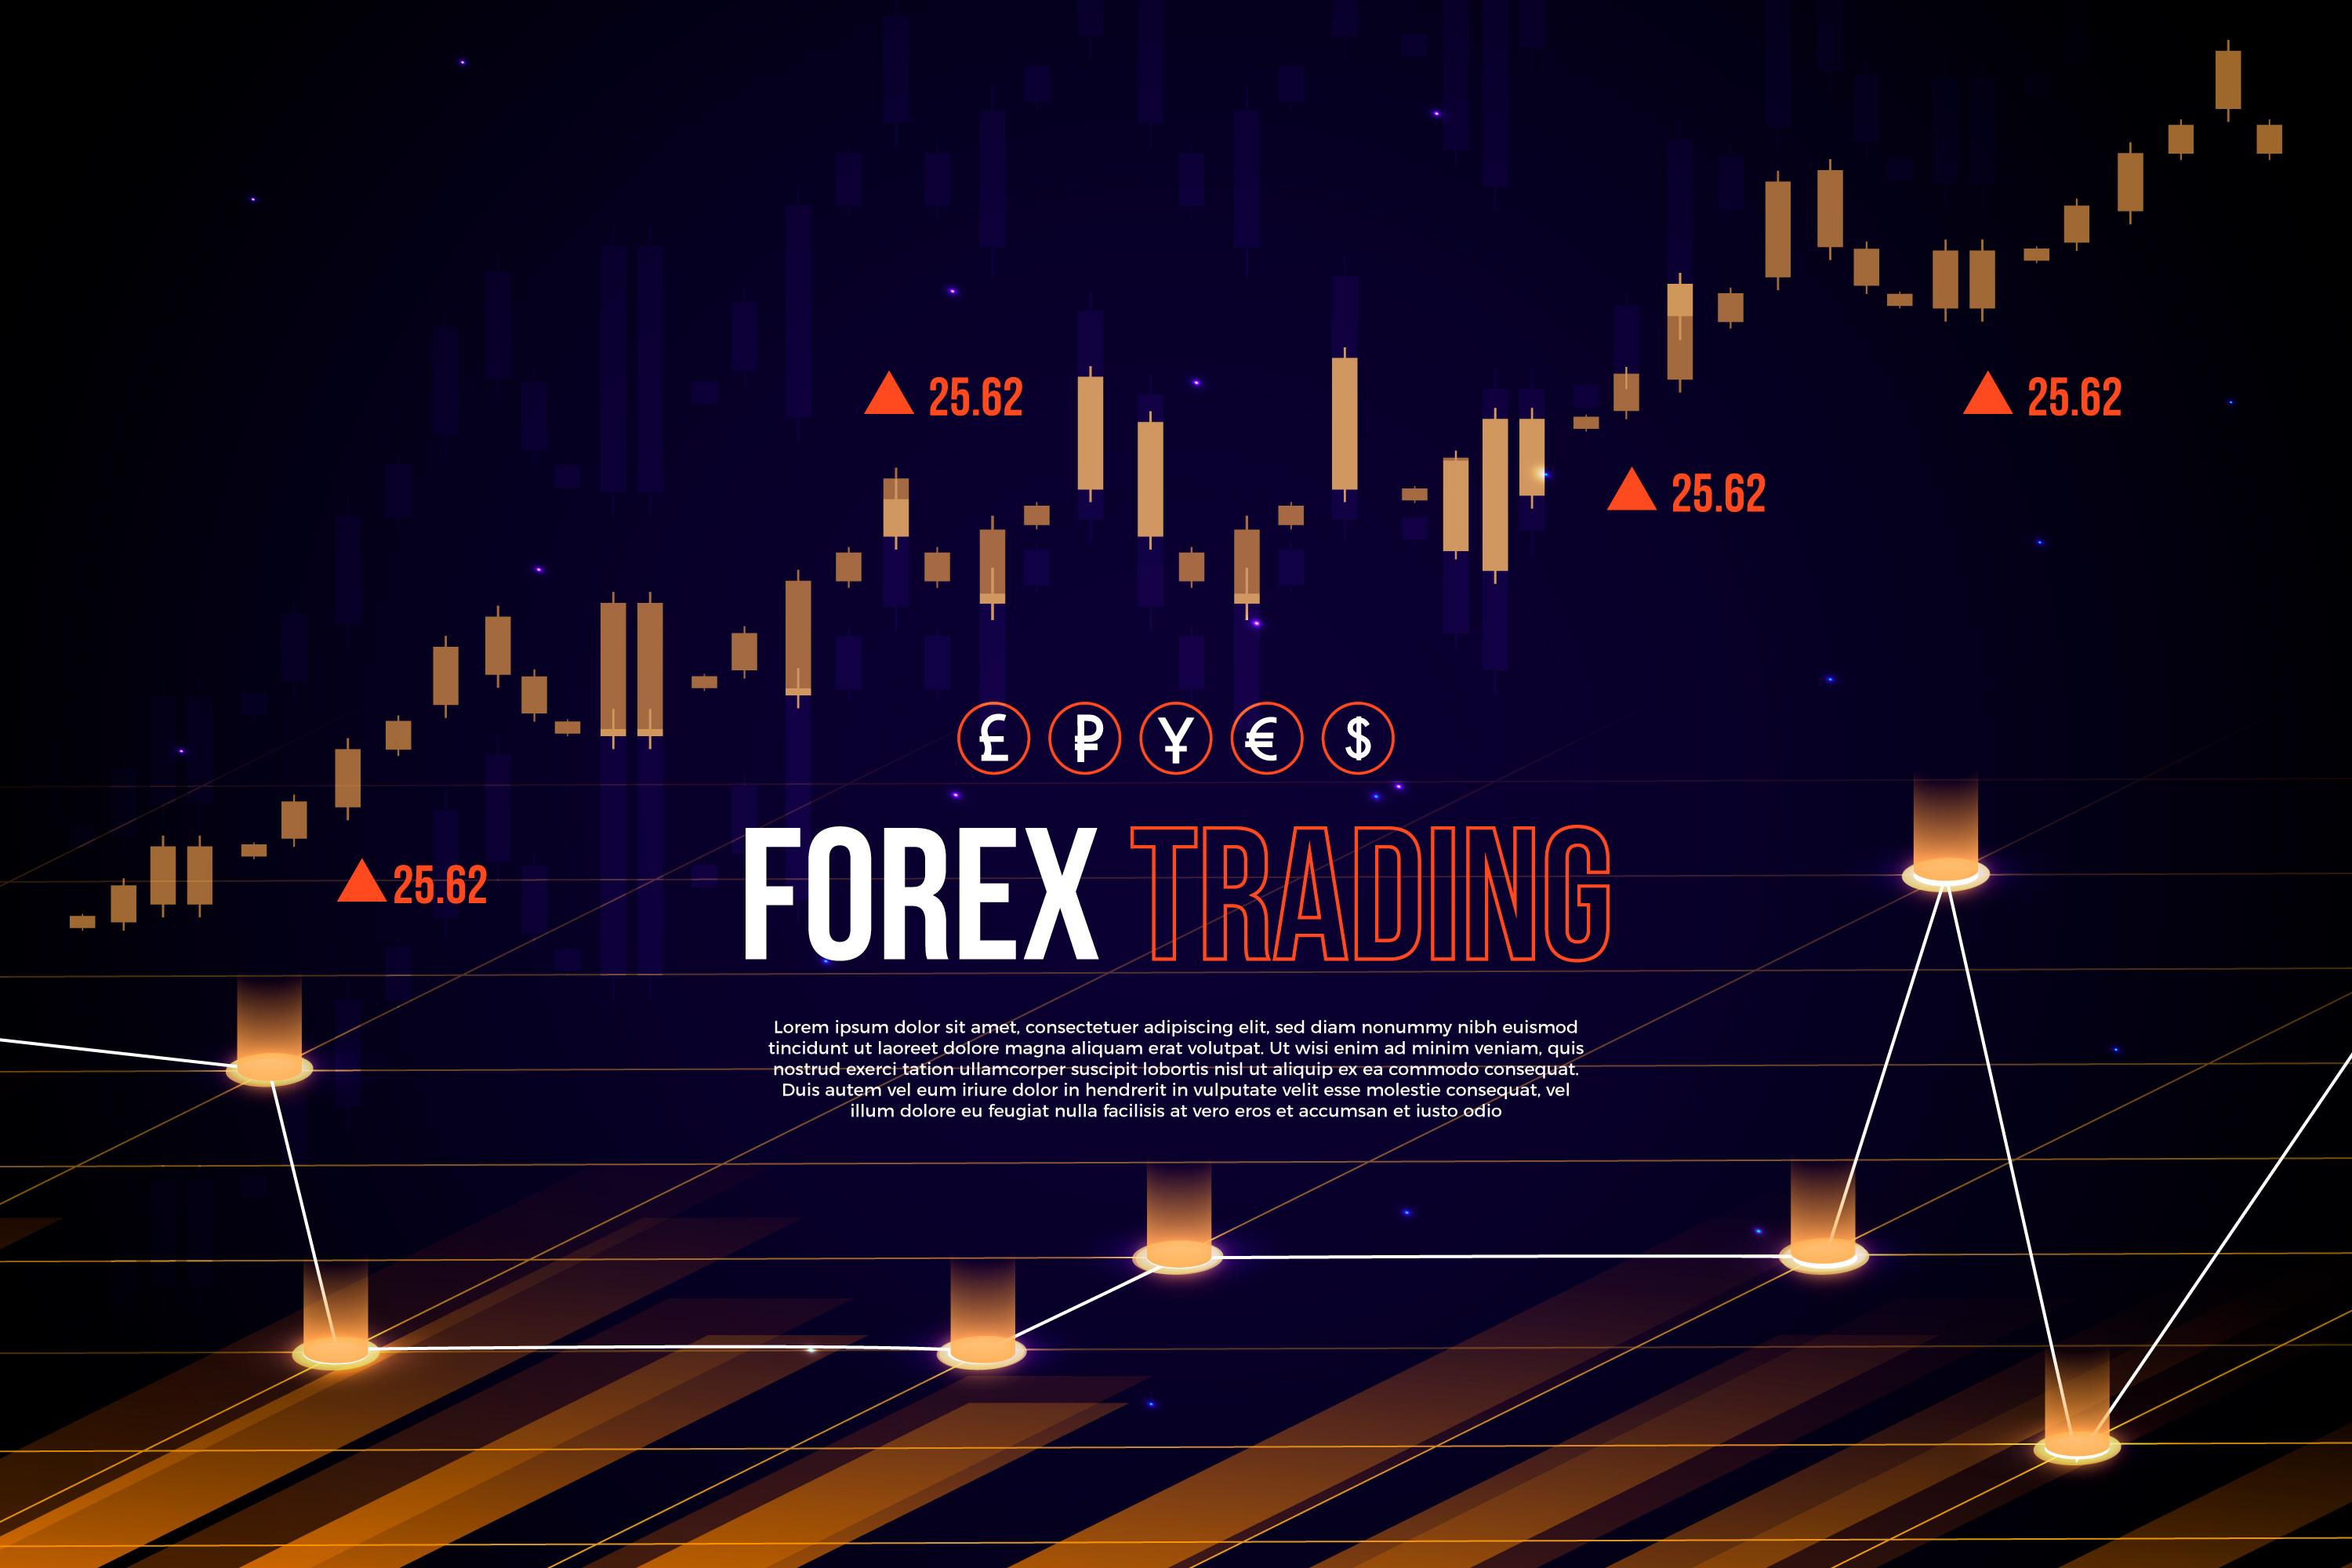 ▲ 25.62
▲ 25.62
▲ 25.62
▲ 25.62
£ ₽ ¥ € $
FOREX TRADING
Lorem ipsum dolor sit amet, consectetuer adipiscing elit, sed diam nonummy nibh euismod
tincidunt ut laoreet dolore magna aliquam erat volutpat. Ut wisi enim ad minim veniam, quis
nostrud exerci tation ullamcorper suscipit lobortis nisl ut aliquip ex ea commodo consequat.
Duis autem vel eum iriure dolor in hendrerit in vulputate velit esse molestie consequat, vel
illum dolore eu feugiat nulla facilisis at vero eros et accumsan et iusto odio